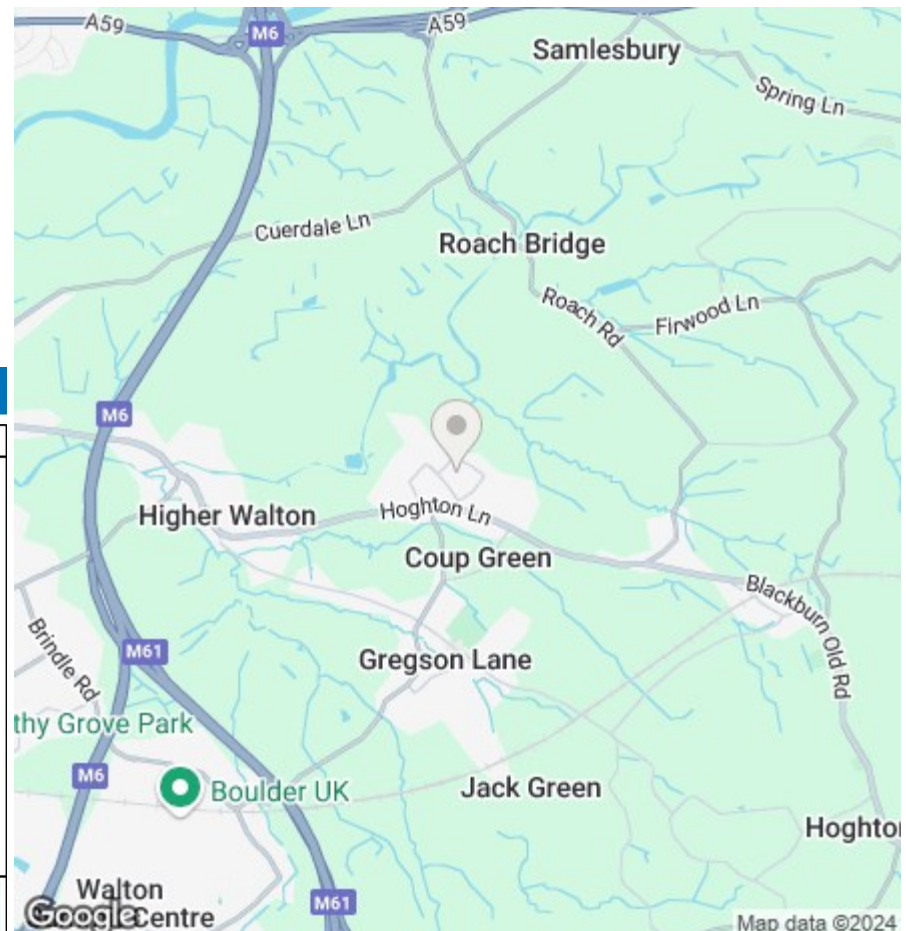 A59
M6
A59
Samlesbury
Spring Ln
Cuerdale Ln
Roach Bridge
Roach Rd
Firwood Ln
M6
Higher Walton
Hoghton Ln
Coup Green
Blackburn Old Rd
Brindle Rd
M61
Gregson Lane
thy Grove Park
M6
Boulder UK
Jack Green
Hoghton
Walton
Centre
M61
Google
Map data ©2024